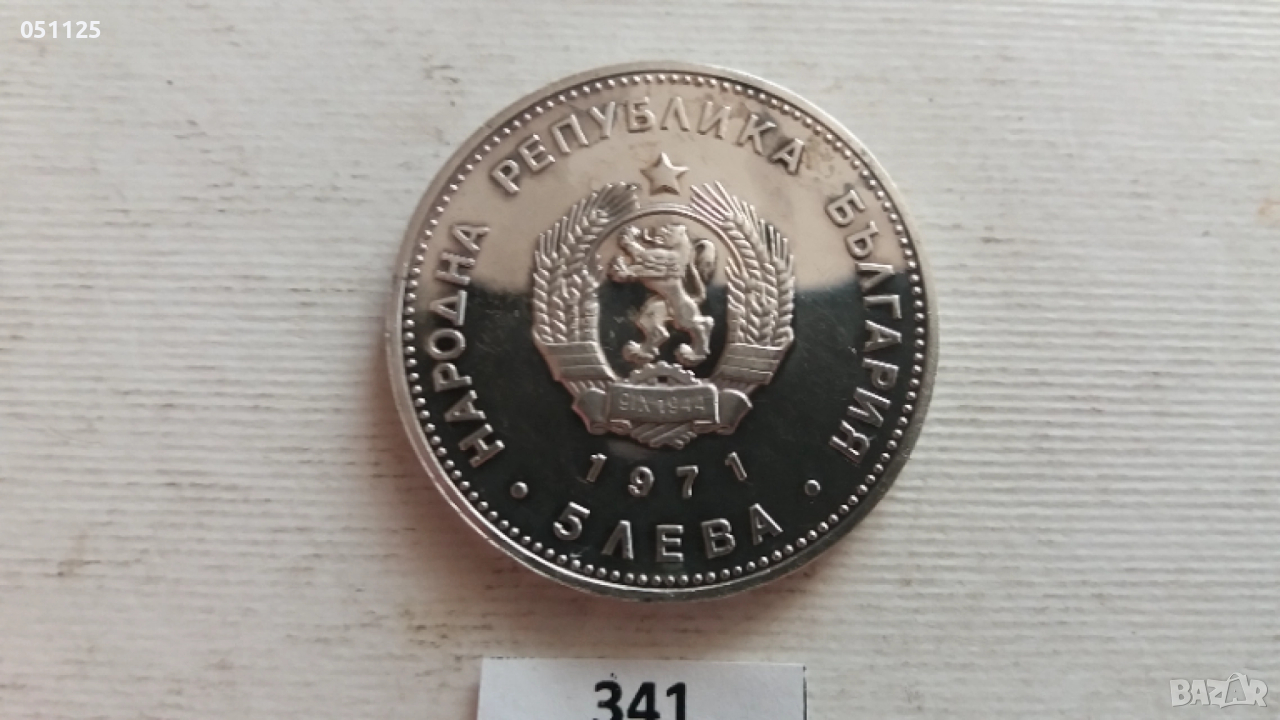 051125
НАРОДНА РЕПУБЛИКА БЪЛГАРИЯ
9.IX.1944
1971
• 5 ЛЕВА •
341
BAZAR